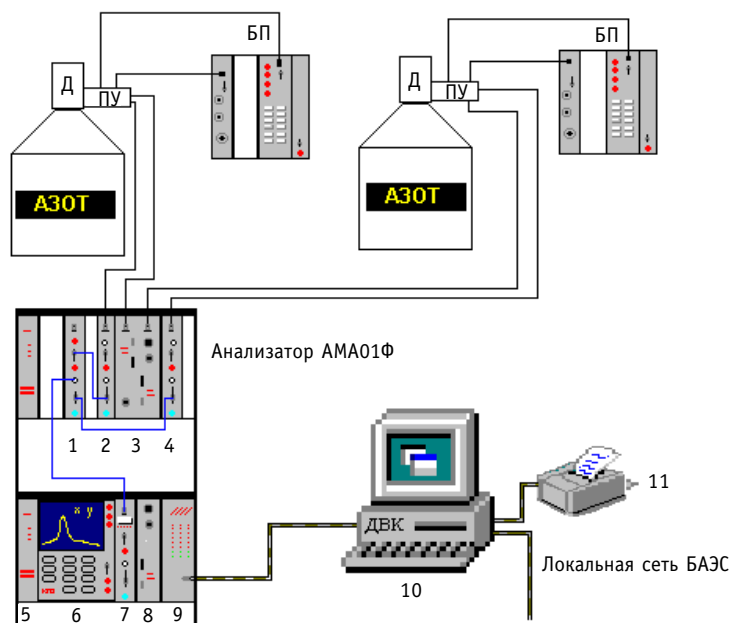 БП
Д
ПУ
АЗОТ
БП
Д
ПУ
АЗОТ
Анализатор АМА01Ф
1 2 3 4
x y
ДВК
11
Локальная сеть БАЭС
10
5 6 7 8 9